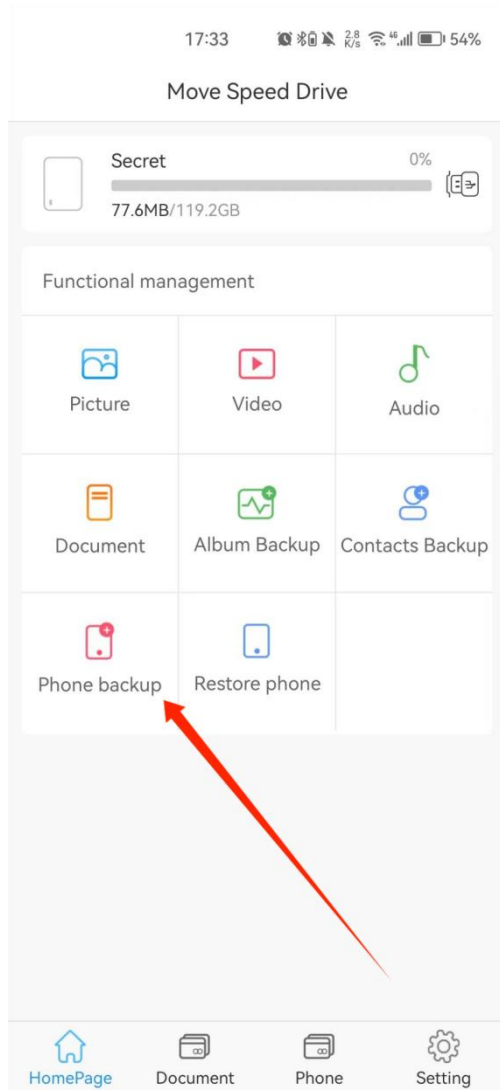 17:33 2.8 K/s 46 54%
Move Speed Drive
Secret 0%
77.6MB/119.2GB
Functional management
Picture Video Audio
Document Album Backup Contacts Backup
Phone backup Restore phone
HomePage Document Phone Setting